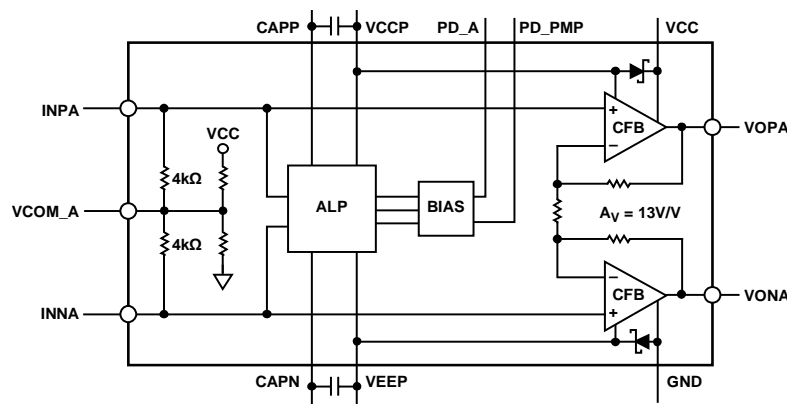 CAPP
VCCP
PD_A
PD_PMP
VCC
INPA
VCC
+
CFB
−
VOPA
4kΩ
ALP
BIAS
VCOM_A
AV = 13V/V
4kΩ
−
CFB
+
VONA
INNA
CAPN
VEEP
GND